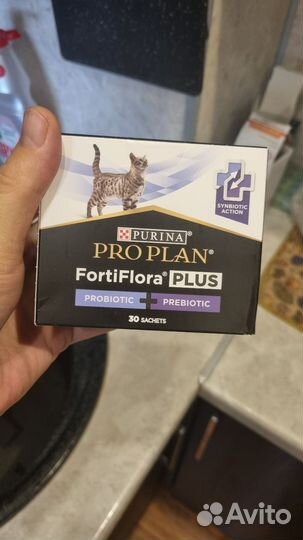 SYNBIOTIC
ACTION
PURINA®
PRO PLAN®
FortiFlora® PLUS
PROBIOTIC + PREBIOTIC
30 SACHETS
Avito